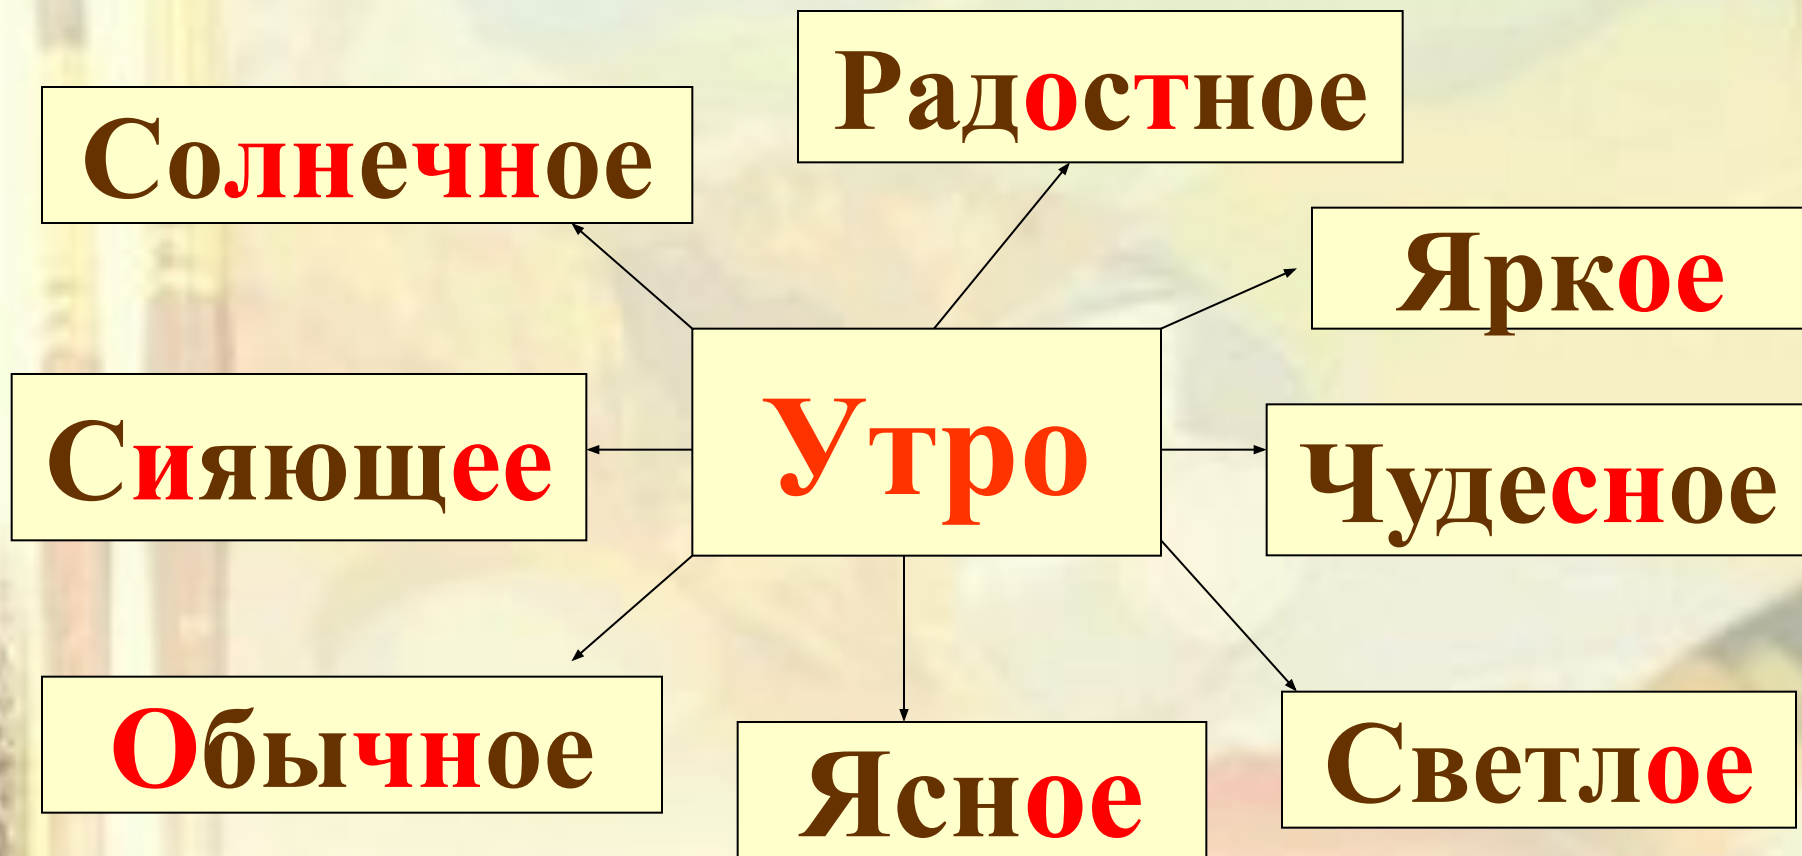 Радостное
Солнечное
Яркое
Утро
Сияющее
Чудесное
Обычное
Ясное
Светлое